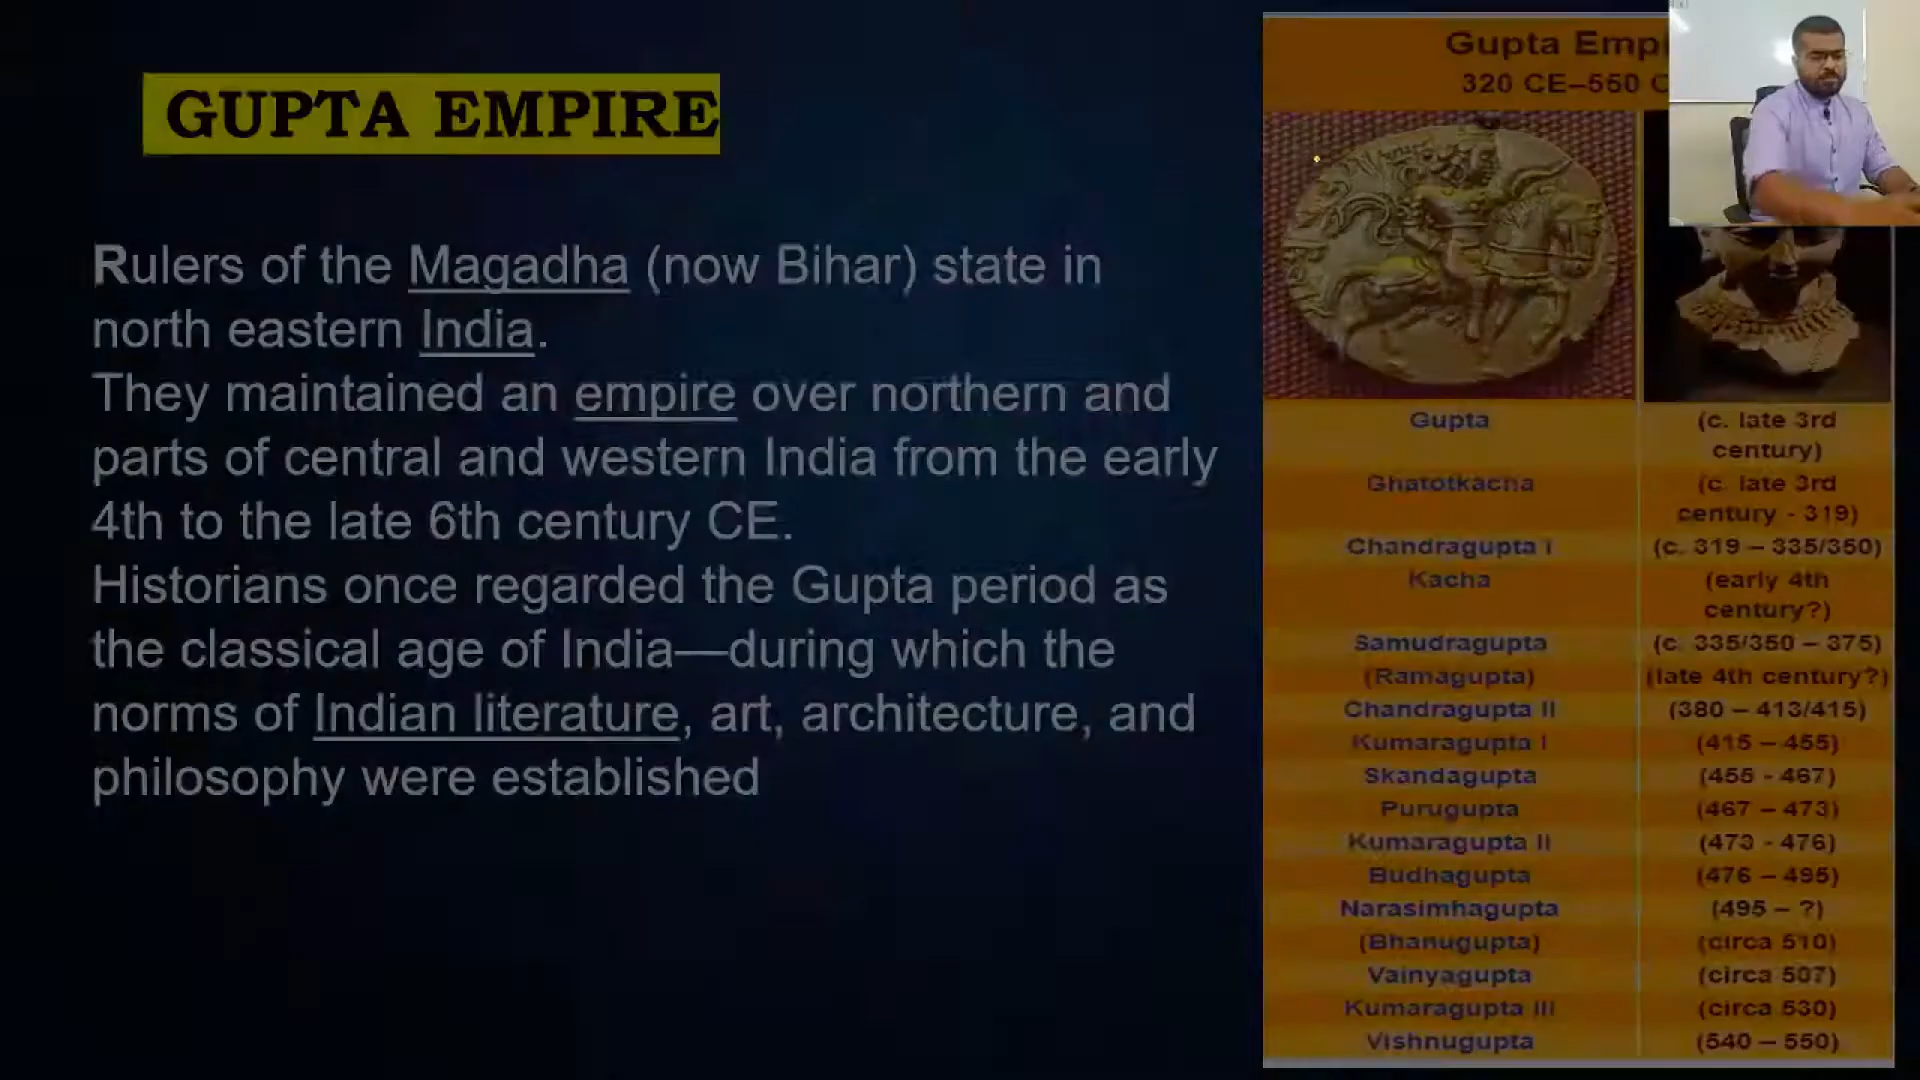 GUPTA EMPIRE
Rulers of the Magadha (now Bihar) state in
north eastern India.
They maintained an empire over northern and
parts of central and western India from the early
4th to the late 6th century CE.
Historians once regarded the Gupta period as
the classical age of India—during which the
norms of Indian literature, art, architecture, and
philosophy were established
Gupta
320 CE–550
Gupta (c. late 3rd
century)
Ghatotkacha (c. late 3rd
century - 319)
Chandragupta I (c. 319 – 335/350)
Kacha (early 4th
century?)
Samudragupta (c. 335/350 – 375)
(Ramagupta) (late 4th century?)
Chandragupta II (380 – 413/415)
Kumaragupta I (415 – 455)
Skandagupta (455 - 467)
Purugupta (467 – 473)
Kumaragupta II (473 - 476)
Budhagupta (476 – 495)
Narasimhagupta (495 – ?)
(Bhanugupta) (circa 510)
Vainyagupta (circa 507)
Kumaragupta III (circa 530)
Vishnugupta (540 – 550)